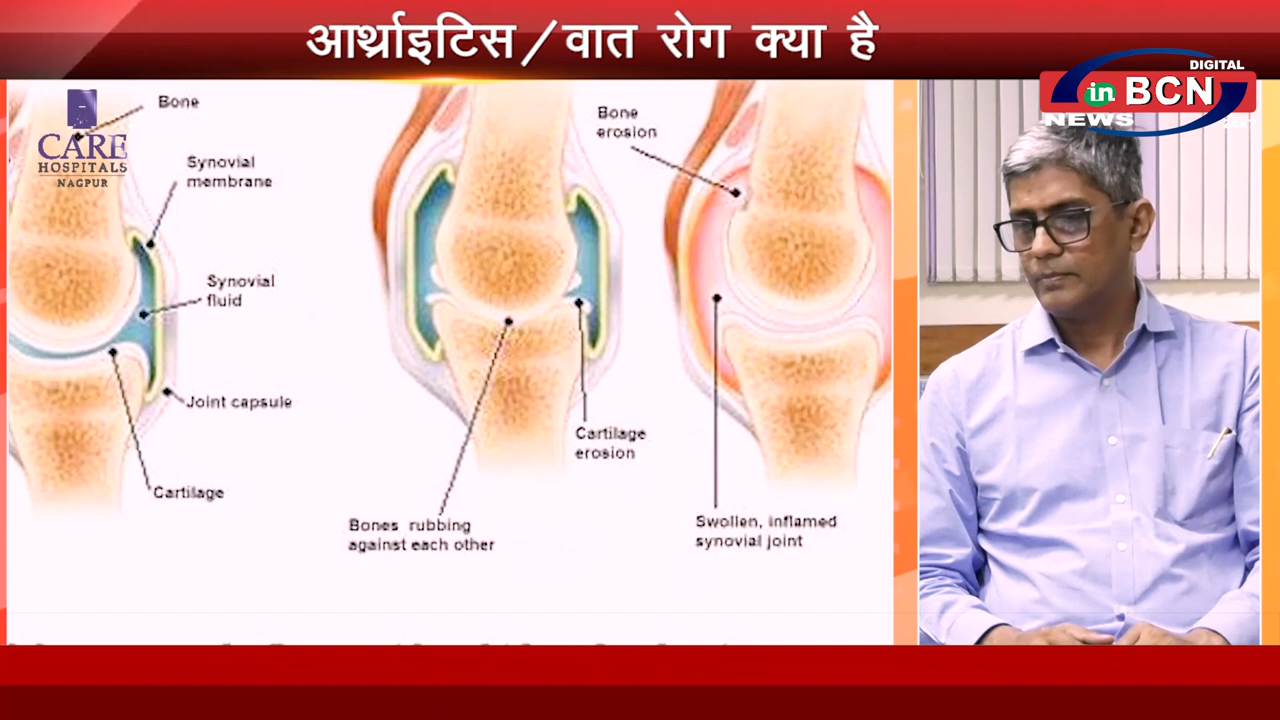 आर्थ्राइटिस/वात रोग क्या है
DIGITAL
in BCN
NEWS
CARE
HOSPITALS
NAGPUR
Bone
Synovial
membrane
Synovial
fluid
Joint capsule
Cartilage
Bones rubbing
against each other
Cartilage
erosion
Bone
erosion
Swollen, inflamed
synovial joint